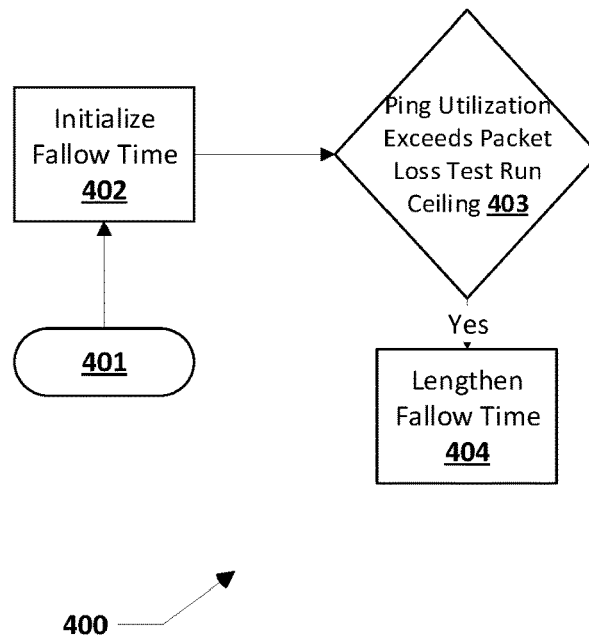 Initialize
Fallow Time
402
Ping Utilization
Exceeds Packet
Loss Test Run
Ceiling 403
401
Yes
Lengthen
Fallow Time
404
400